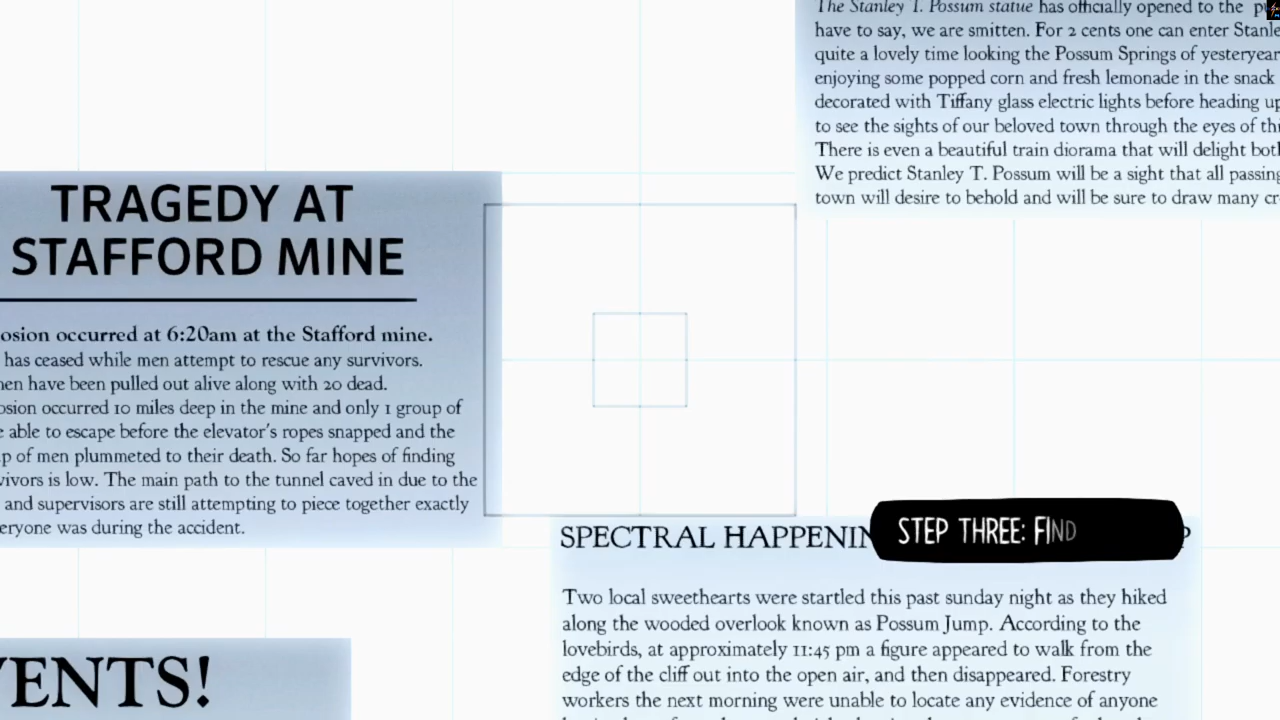 The Stanley T. Possum statue has officially opened to the
have to say, we are smitten. For 2 cents one can enter
quite a lovely time looking the Possum Springs of yesteryear
enjoying some popped corn and fresh lemonade in the snack
decorated with Tiffany glass electric lights before heading up
to see the sights of our beloved town through the eyes of
There is even a beautiful train diorama that will delight
We predict Stanley T. Possum will be a sight that all
town will desire to behold and will be sure to draw many
TRAGEDY AT
STAFFORD MINE
osion occurred at 6:20am at the Stafford mine.
has ceased while men attempt to rescue any survivors.
have been pulled out alive along with 20 dead.
osion occurred 10 miles deep in the mine and only 1 group of
able to escape before the elevator's ropes snapped and the
p of men plummeted to their death. So far hopes of finding
vivors is low. The main path to the tunnel caved in due to the
and supervisors are still attempting to piece together exactly
eryone was during the accident.
SPECTRAL HAPPENIN
STEP THREE: FIND
Two local sweethearts were startled this past sunday night as they hiked
along the wooded overlook known as Possum Jump. According to the
lovebirds, at approximately 11:45 pm a figure appeared to walk from the
edge of the cliff out into the open air, and then disappeared. Forestry
workers the next morning were unable to locate any evidence of anyone
VENTS!